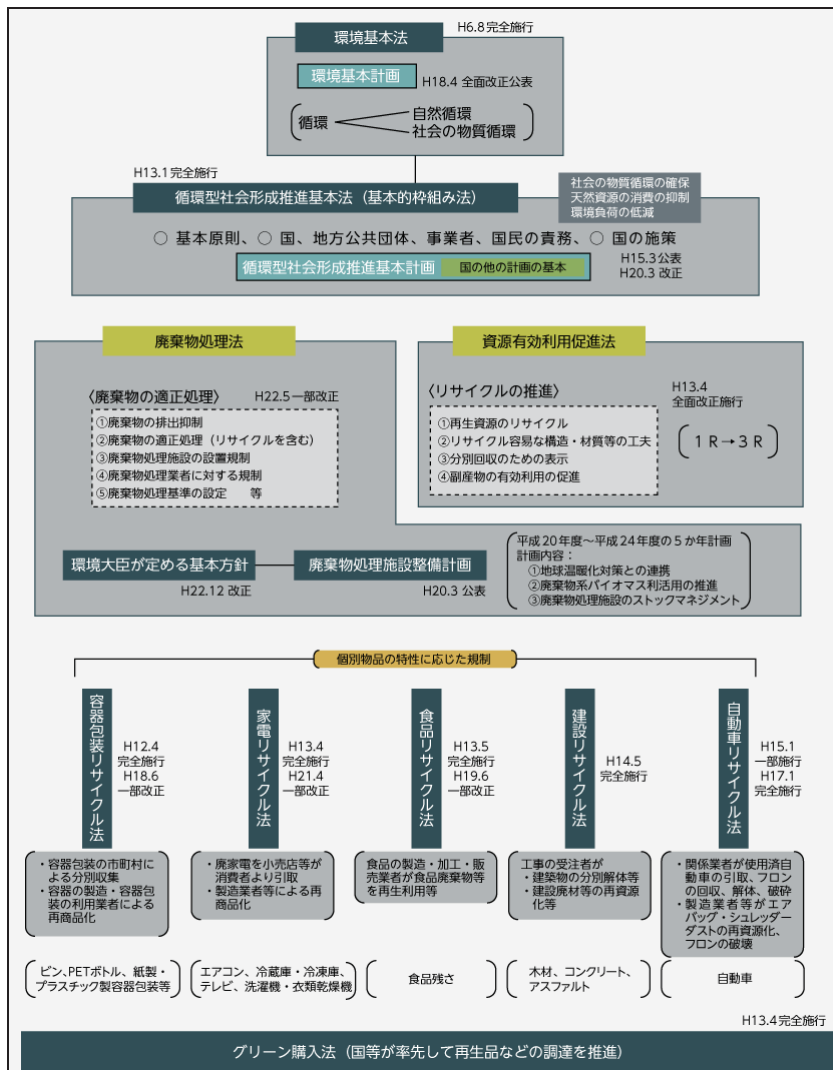 H6.8完全施行
環境基本法
環境基本計画
H18.4 全面改正公表
循環
自然循環
社会の物質循環
H13.1完全施行
循環型社会形成推進基本法（基本的枠組み法）
社会の物質循環の確保
天然資源の消費の抑制
環境負荷の低減
○ 基本原則、○ 国、地方公共団体、事業者、国民の責務、○ 国の施策
循環型社会形成推進基本計画 国の他の計画の基本
H15.3公表
H20.3 改正
廃棄物処理法
〈廃棄物の適正処理〉
H22.5一部改正
①廃棄物の排出抑制
②廃棄物の適正処理（リサイクルを含む）
③廃棄物処理施設の設置規制
④廃棄物処理業者に対する規制
⑤廃棄物処理基準の設定 等
資源有効利用促進法
〈リサイクルの推進〉
H13.4
全面改正施行
①再生資源のリサイクル
②リサイクル容易な構造・材質等の工夫
③分別回収のための表示
④副産物の有効利用の促進
１Ｒ→３Ｒ
環境大臣が定める基本方針
H22.12 改正
廃棄物処理施設整備計画
H20.3 公表
平成20年度～平成24年度の５か年計画
計画内容：
①地球温暖化対策との連携
②廃棄物系バイオマス利活用の推進
③廃棄物処理施設のストックマネジメント
個別物品の特性に応じた規制
容器包装リサイクル法
H12.4
完全施行
H18.6
一部改正
・容器包装の市町村に
よる分別収集
・容器の製造・容器包
装の利用業者による
再商品化
ビン、PETボトル、紙製・
プラスチック製容器包装等
家電リサイクル法
H13.4
完全施行
H21.4
一部改正
・廃家電を小売店等が
消費者より引取
・製造業者等による再
商品化
エアコン、冷蔵庫・冷凍庫、
テレビ、洗濯機・衣類乾燥機
食品リサイクル法
H13.5
完全施行
H19.6
一部改正
食品の製造・加工・販
売業者が食品廃棄物等
を再生利用等
食品残さ
建設リサイクル法
H14.5
完全施行
工事の受注者が
・建築物の分別解体等
・建設廃材等の再資源
化等
木材、コンクリート、
アスファルト
自動車リサイクル法
H15.1
一部施行
H17.1
完全施行
・関係業者が使用済自
動車の引取、フロン
の回収、解体、破砕
・製造業者等がエア
バッグ・シュレッダー
ダストの再資源化、
フロンの破壊
自動車
H13.4完全施行
グリーン購入法（国等が率先して再生品などの調達を推進）